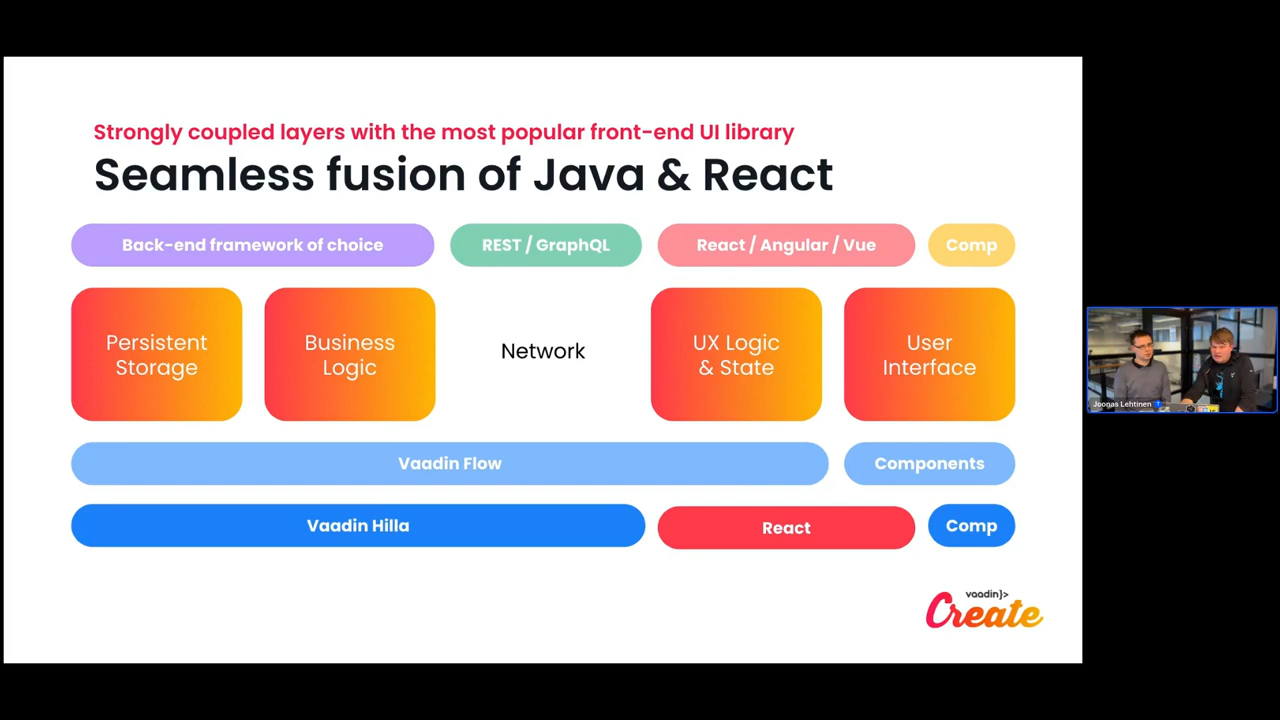 Strongly coupled layers with the most popular front-end UI library
Seamless fusion of Java & React
Back-end framework of choice
REST / GraphQL
React / Angular / Vue
Comp
Persistent
Storage
Business
Logic
Network
UX Logic
& State
User
Interface
Vaadin Flow
Components
Vaadin Hilla
React
Comp
vaadin}>
Create
Joonas Lehtinen